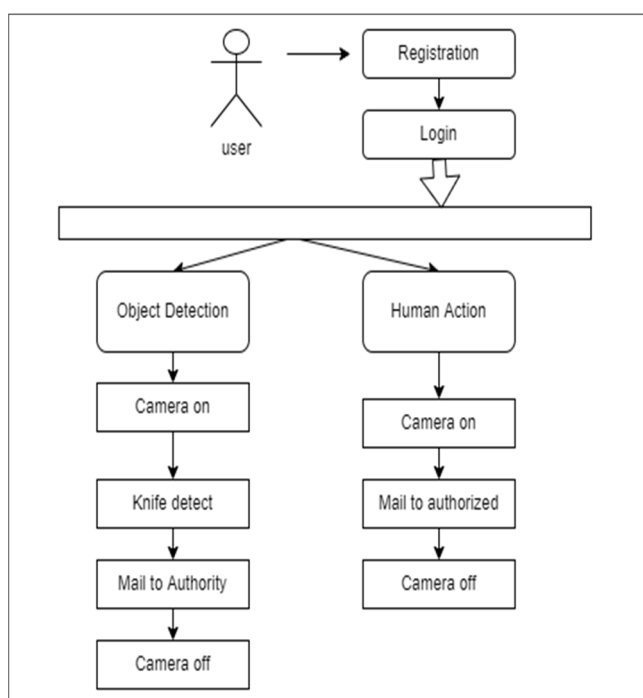 Registration
user
Login
Object Detection
Human Action
Camera on
Camera on
Knife detect
Mail to authorized
Mail to Authority
Camera off
Camera off